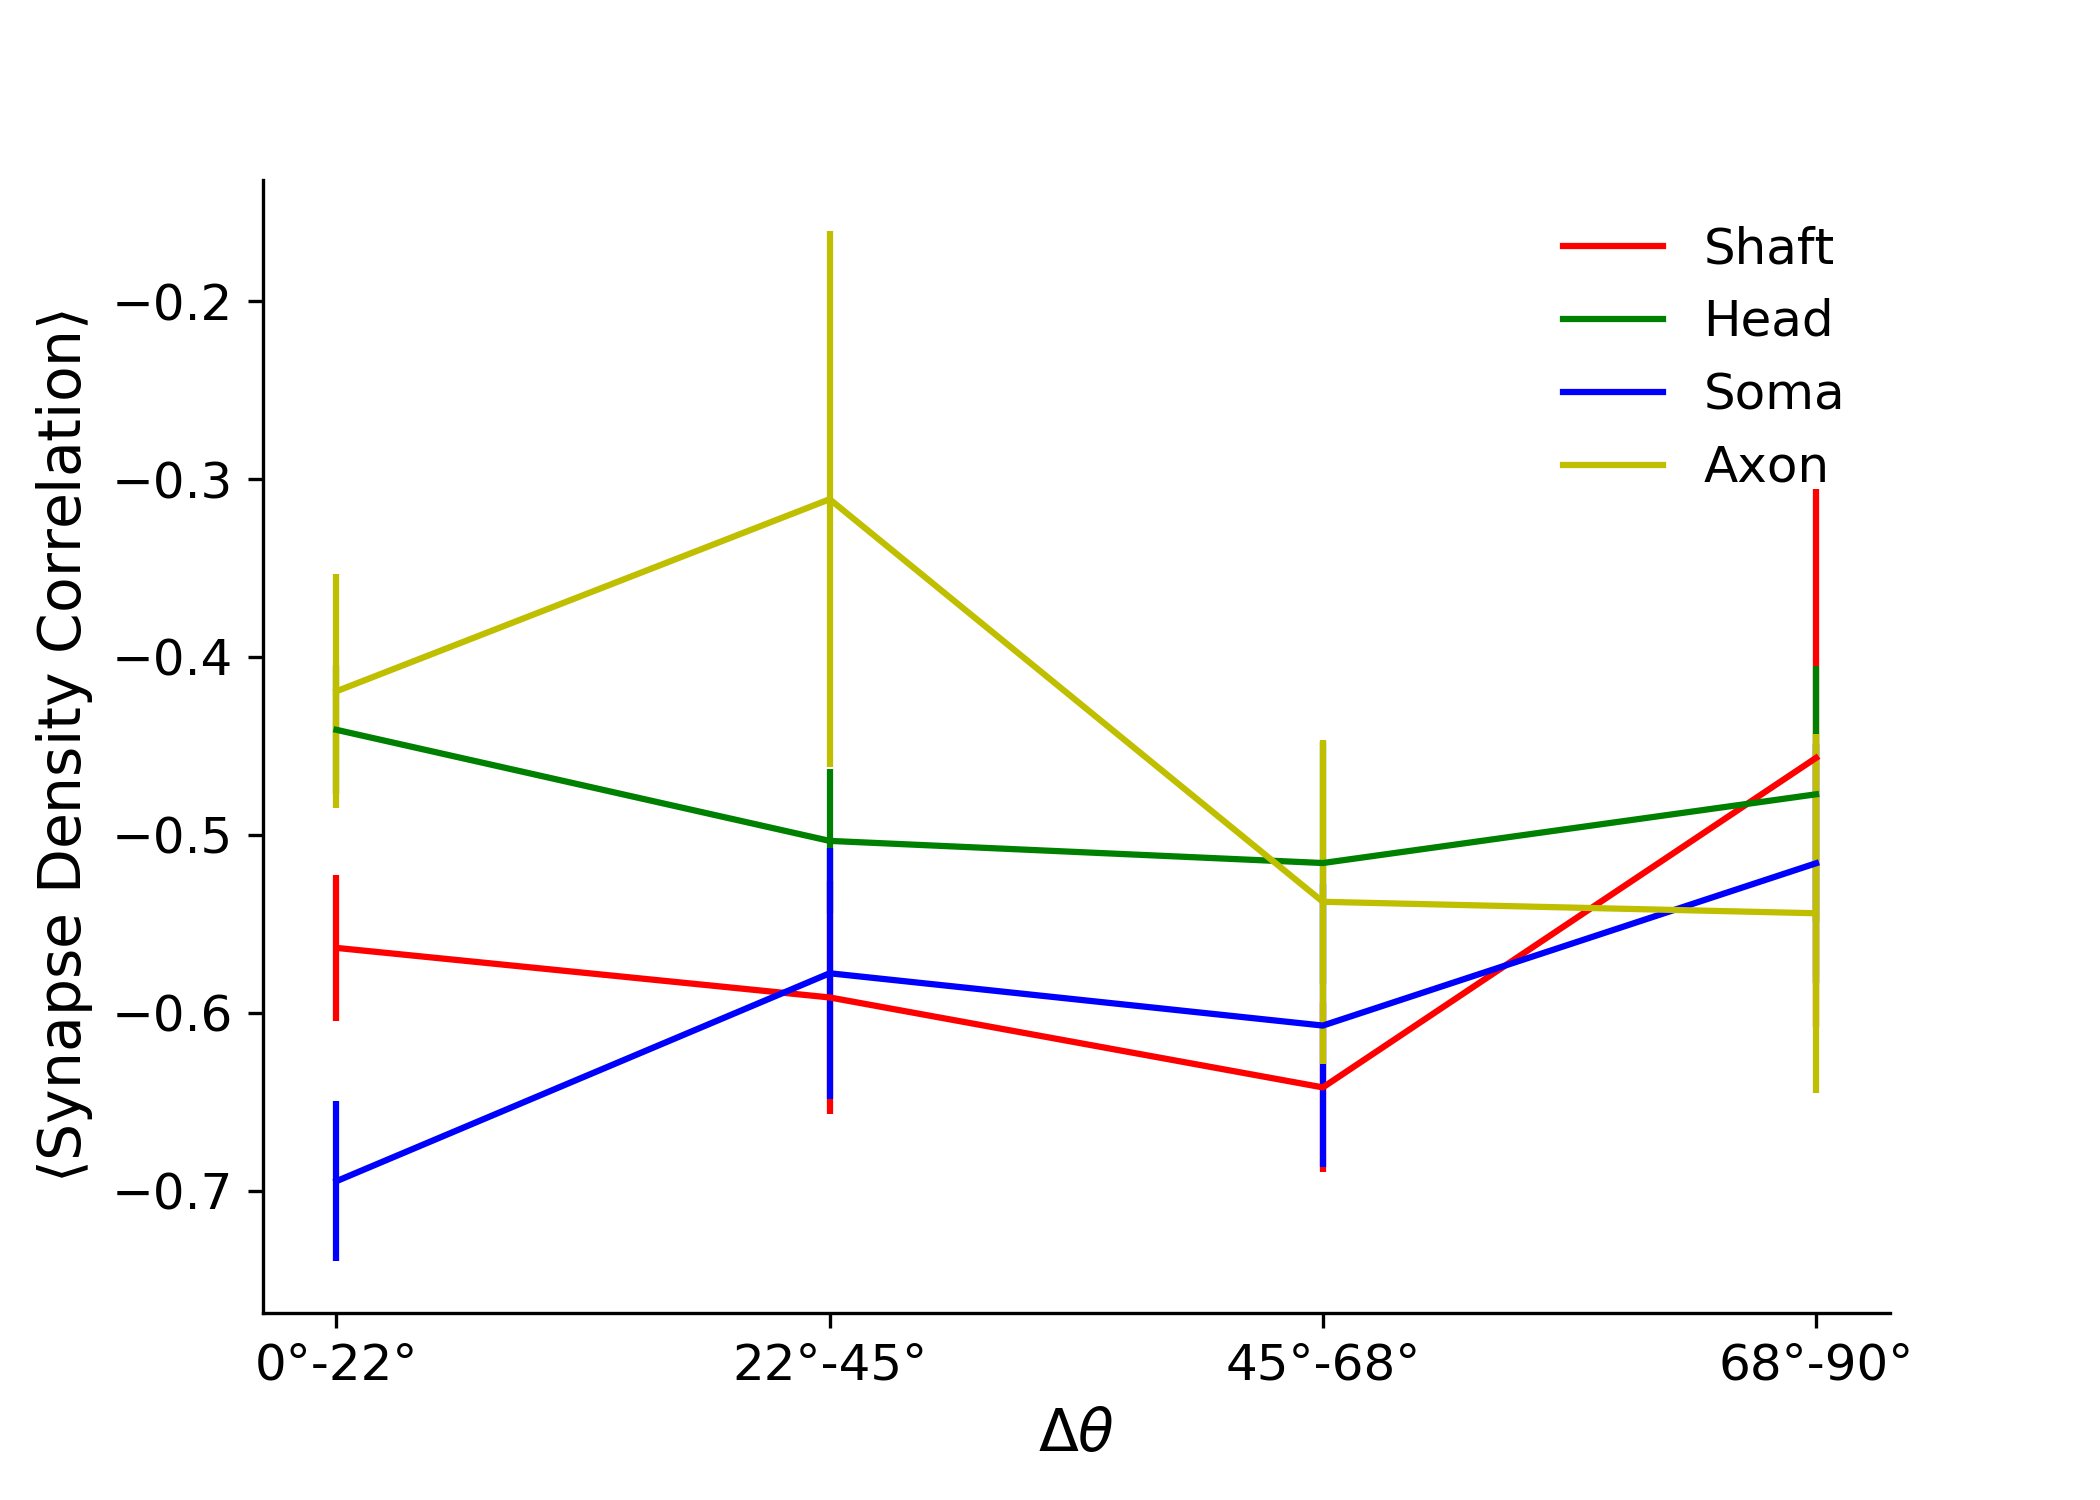 ⟨Synapse Density Correlation⟩
−0.2
−0.3
−0.4
−0.5
−0.6
−0.7
Shaft
Head
Soma
Axon
0°-22° 22°-45° 45°-68° 68°-90°
Δθ